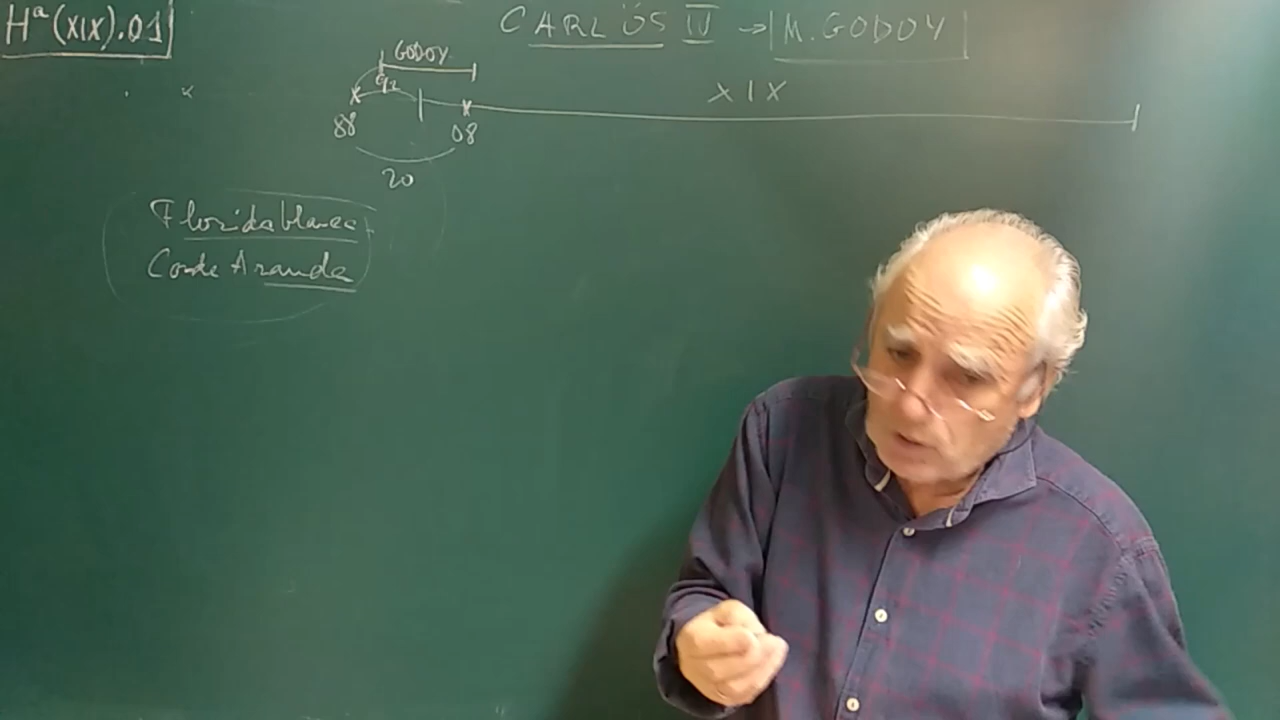 Hª(XIX).01
CARLOS IV → M. GODOY
GODOY
92
XIX
88
08
20
Floridablanca
Conde Aranda